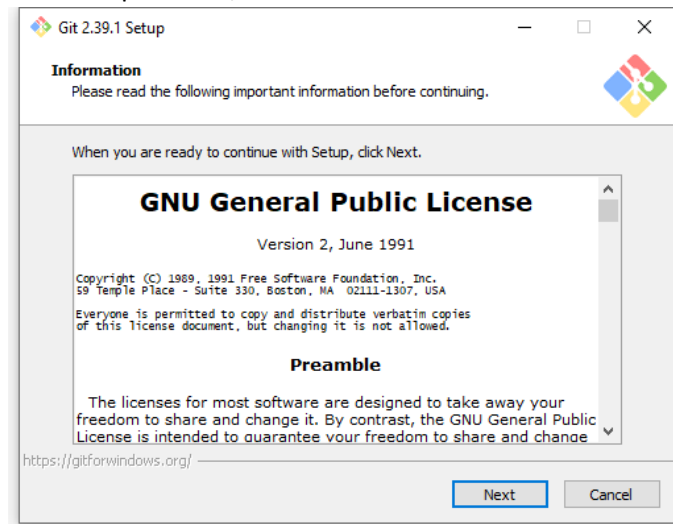 Git 2.39.1 Setup
Information
Please read the following important information before continuing.
When you are ready to continue with Setup, click Next.
GNU General Public License
Version 2, June 1991
Copyright (C) 1989, 1991 Free Software Foundation, Inc.
59 Temple Place - Suite 330, Boston, MA  02111-1307, USA
Everyone is permitted to copy and distribute verbatim copies
of this license document, but changing it is not allowed.
Preamble
The licenses for most software are designed to take away your
freedom to share and change it. By contrast, the GNU General Public
License is intended to guarantee your freedom to share and change
https://gitforwindows.org/
Next
Cancel